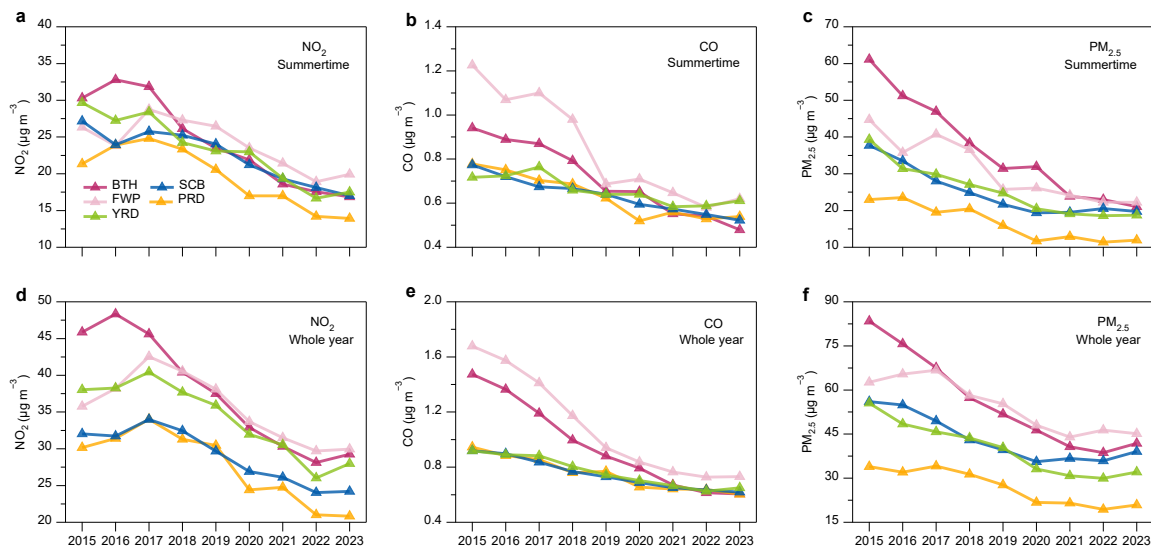 a
NO2
Summertime
40
35
30
25
20
15
10
NO2 (µg m −3)
BTH
FWP
YRD
SCB
PRD
b
CO
Summertime
1.4
1.2
1.0
0.8
0.6
0.4
CO (µg m −3)
c
PM2.5
Summertime
70
60
50
40
30
20
10
PM2.5 (µg m −3)
d
NO2
Whole year
50
45
40
35
30
25
20
NO2 (µg m −3)
2015 2016 2017 2018 2019 2020 2021 2022 2023
e
CO
Whole year
2.0
1.6
1.2
0.8
0.4
CO (µg m −3)
2015 2016 2017 2018 2019 2020 2021 2022 2023
f
PM2.5
Whole year
90
75
60
45
30
15
PM2.5 (µg m −3)
2015 2016 2017 2018 2019 2020 2021 2022 2023